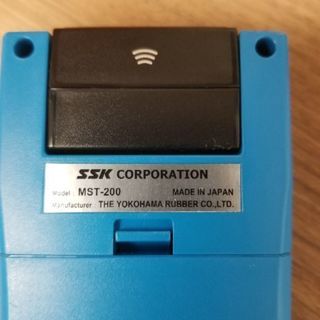 SSK CORPORATION
Model : MST-200 MADE IN JAPAN
Manufacturer : THE YOKOHAMA RUBBER CO.,LTD.